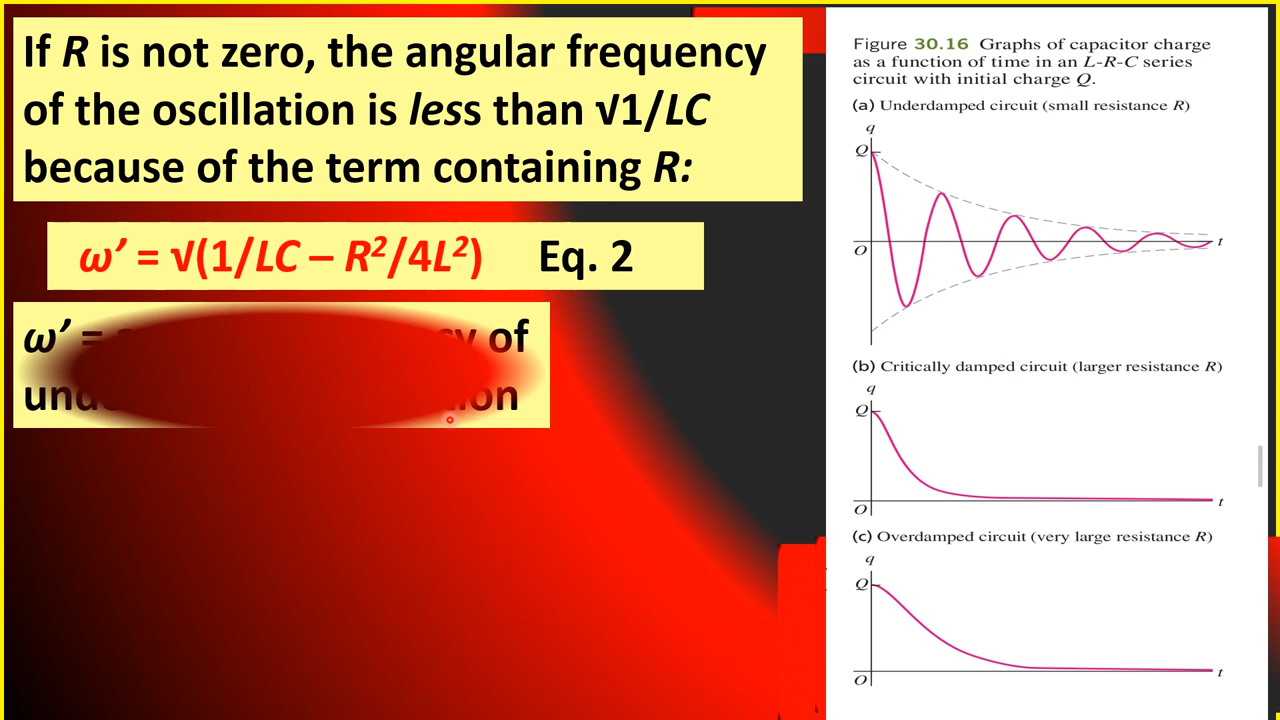 If R is not zero, the angular frequency
of the oscillation is less than √1/LC
because of the term containing R:
ω′ = √(1/LC – R²/4L²) Eq. 2
ω′ = of
Figure 30.16 Graphs of capacitor charge
as a function of time in an L-R-C series
circuit with initial charge Q.
(a) Underdamped circuit (small resistance R)
q
Q
O
t
(b) Critically damped circuit (larger resistance R)
q
Q
O
t
(c) Overdamped circuit (very large resistance R)
q
Q
O
t